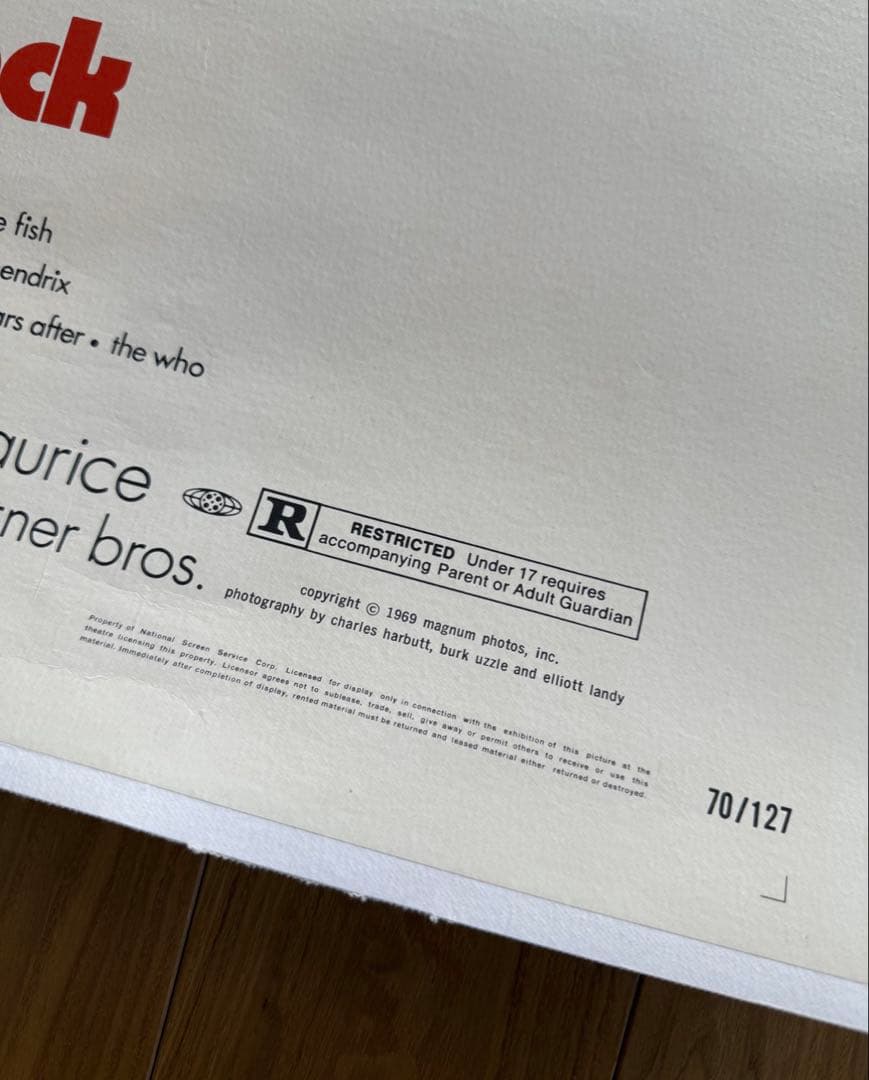 ck
e fish
endrix
rs after • the who
aurice
ner bros.
R
RESTRICTED Under 17 requires
accompanying Parent or Adult Guardian
copyright © 1969 magnum photos, inc.
photography by charles harbutt, burk uzzle and elliott landy
Property of National Screen Service Corp. Licensed for display only in connection with the exhibition of this picture at the
theatre licensing this property. Licensor agrees not to sublease, trade, sell, give away or permit others to receive or use this
material. Immediately after completion of display, rented material must be returned and leased material either returned or destroyed.
70/127